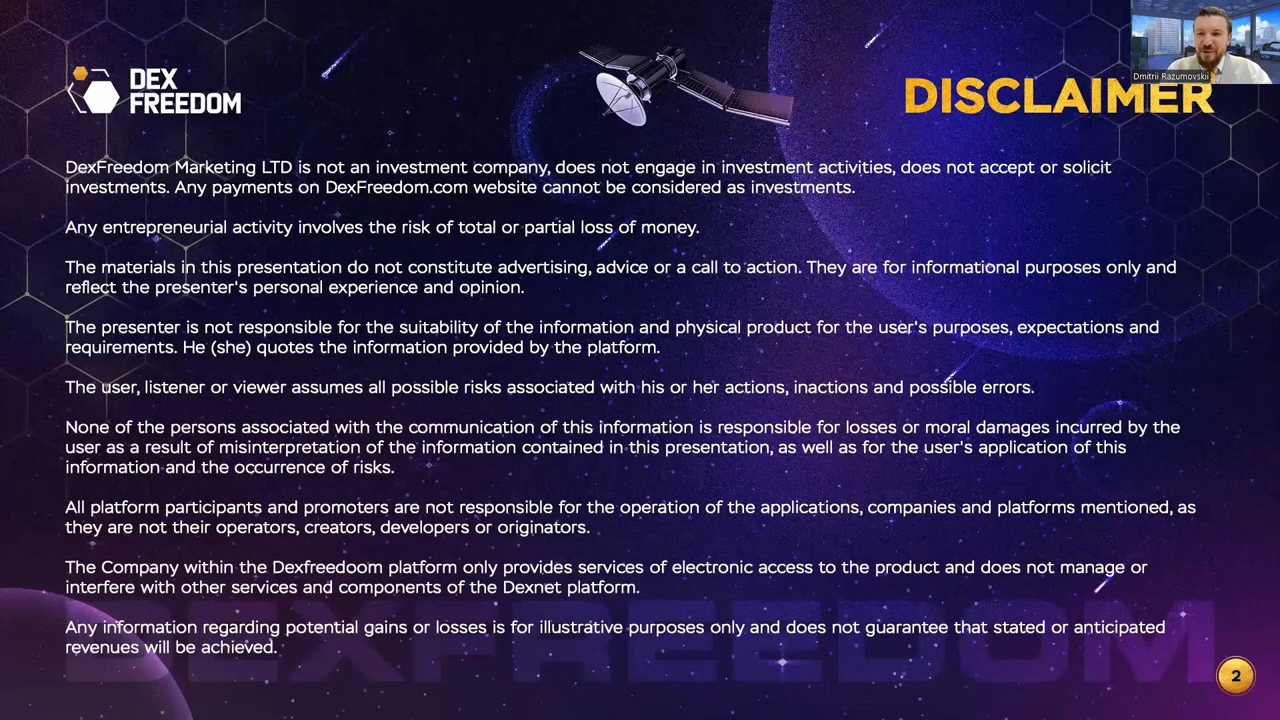 DEX
FREEDOM
DISCLAIMER
Dmitrii Razumovskii
DexFreedom Marketing LTD is not an investment company, does not engage in investment activities, does not accept or solicit
investments. Any payments on DexFreedom.com website cannot be considered as investments.
Any entrepreneurial activity involves the risk of total or partial loss of money.
The materials in this presentation do not constitute advertising, advice or a call to action. They are for informational purposes only and
reflect the presenter's personal experience and opinion.
The presenter is not responsible for the suitability of the information and physical product for the user's purposes, expectations and
requirements. He (she) quotes the information provided by the platform.
The user, listener or viewer assumes all possible risks associated with his or her actions, inactions and possible errors.
None of the persons associated with the communication of this information is responsible for losses or moral damages incurred by the
user as a result of misinterpretation of the information contained in this presentation, as well as for the user's application of this
information and the occurrence of risks.
All platform participants and promoters are not responsible for the operation of the applications, companies and platforms mentioned, as
they are not their operators, creators, developers or originators.
The Company within the Dexfreedoom platform only provides services of electronic access to the product and does not manage or
interfere with other services and components of the Dexnet platform.
Any information regarding potential gains or losses is for illustrative purposes only and does not guarantee that stated or anticipated
revenues will be achieved.
DEXFREEDOM
2